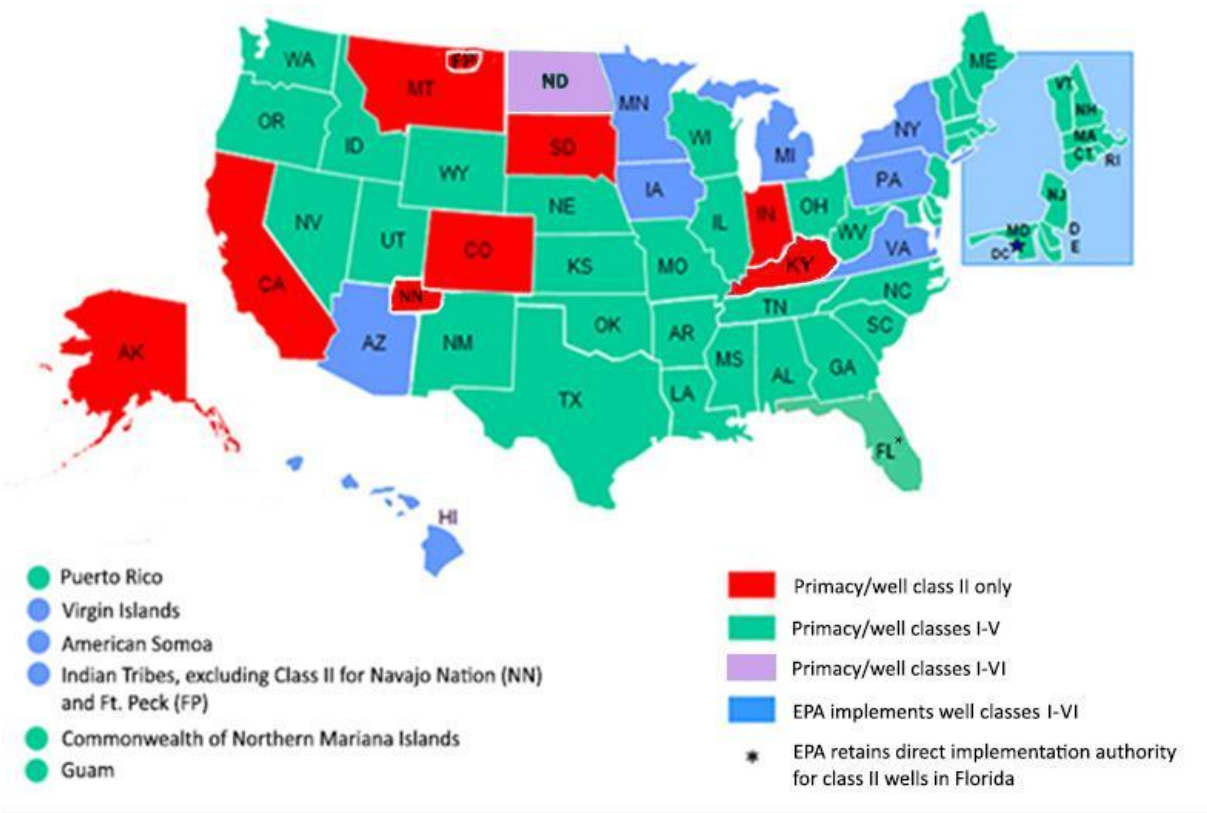 WA
MT
FP
ND
MN
ME
VT
NH
MA
CT
RI
OR
ID
SD
WI
MI
NY
WY
IA
PA
NJ
NE
IL
IN
OH
WV
VA
MD
D
E
DC
NV
UT
CO
KS
MO
KY
CA
NN
AZ
NM
OK
AR
TN
NC
SC
MS
AL
GA
TX
LA
AK
FL*
HI
Puerto Rico
Virgin Islands
American Somoa
Indian Tribes, excluding Class II for Navajo Nation (NN)
and Ft. Peck (FP)
Commonwealth of Northern Mariana Islands
Guam
Primacy/well class II only
Primacy/well classes I-V
Primacy/well classes I-VI
EPA implements well classes I-VI
* EPA retains direct implementation authority
for class II wells in Florida